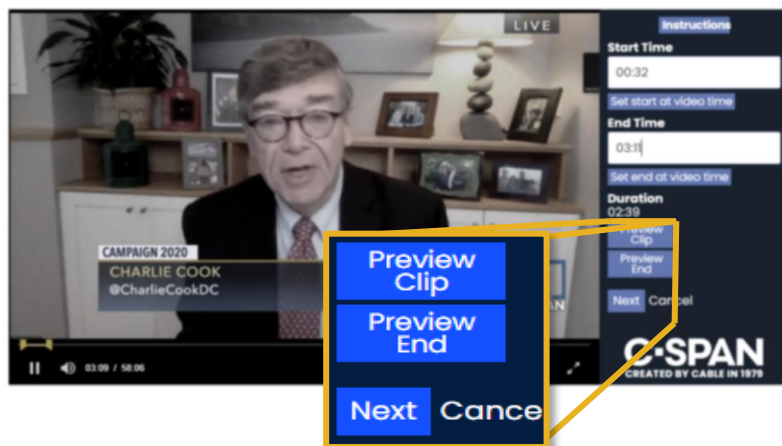 LIVE
CAMPAIGN 2020
CHARLIE COOK
@CharlieCookDC
AN
03:09 / 58:06
Instructions
Start Time
00:32
Set start at video time
End Time
03:11
Set end at video time
Duration
02:39
Preview
Clip
Preview
End
Next Cancel
C·SPAN
CREATED BY CABLE IN 1979
Preview
Clip
Preview
End
Next Cance